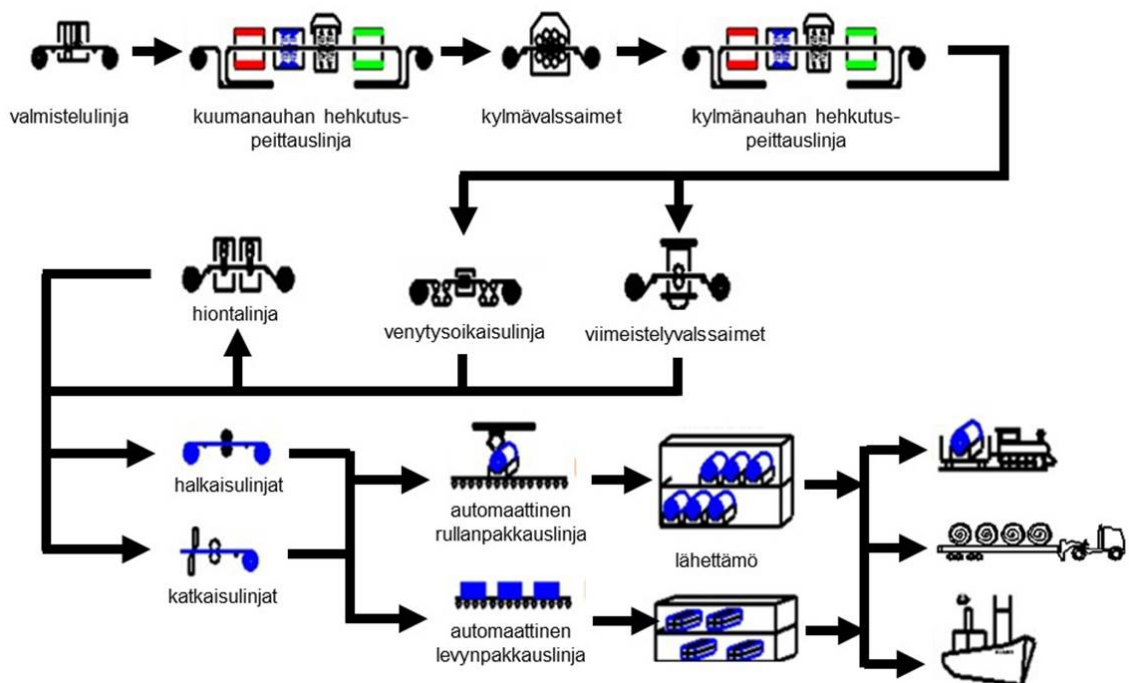 valmistelulinja
kuumanauhan hehkutus-
peittauslinja
kylmävalssaimet
kylmänauhan hehkutus-
peittauslinja
hiontalinja
venytysoikaisulinja
viimeistelyvalssaimet
halkaisulinjat
automaattinen
rullanpakkauslinja
lähettämö
katkaisulinjat
automaattinen
levynpakkauslinja